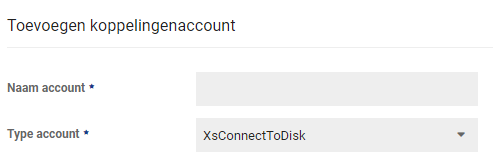 Toevoegen koppelingenaccount
Naam account *
Type account * XsConnectToDisk